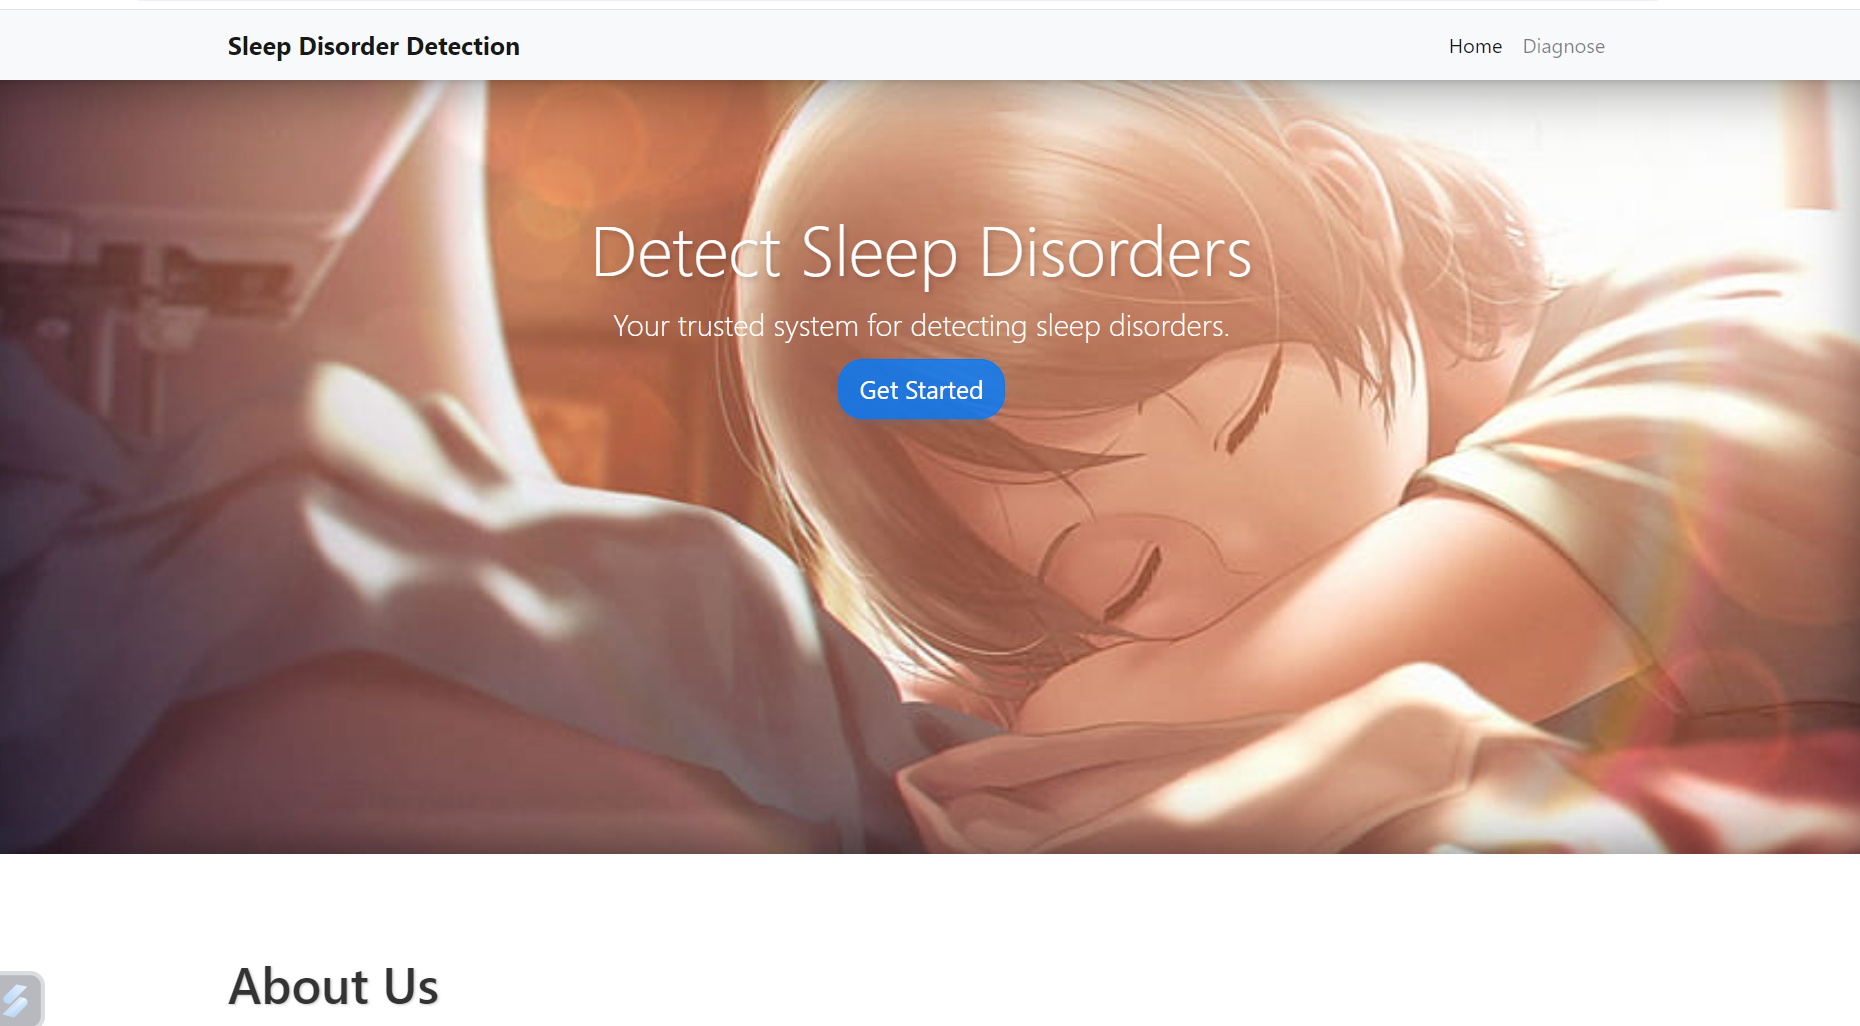 Sleep Disorder Detection
Home Diagnose
Detect Sleep Disorders
Your trusted system for detecting sleep disorders.
Get Started
About Us